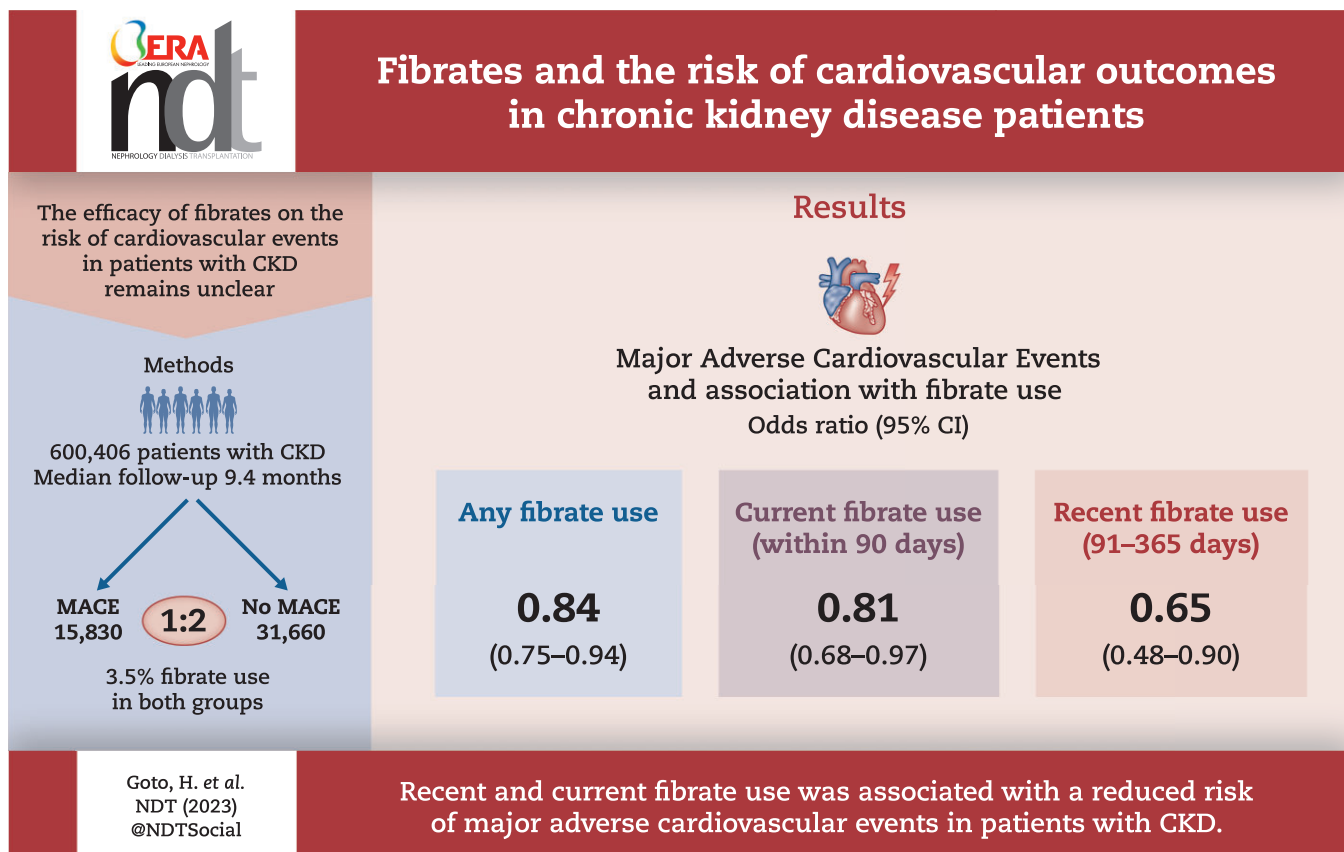 ERA
LEADING EUROPEAN NEPHROLOGY
ndt
NEPHROLOGY DIALYSIS TRANSPLANTATION
Fibrates and the risk of cardiovascular outcomes
in chronic kidney disease patients
The efficacy of fibrates on the
risk of cardiovascular events
in patients with CKD
remains unclear
Methods
600,406 patients with CKD
Median follow-up 9.4 months
MACE
15,830
1:2
No MACE
31,660
3.5% fibrate use
in both groups
Results
Major Adverse Cardiovascular Events
and association with fibrate use
Odds ratio (95% CI)
Any fibrate use
0.84
(0.75–0.94)
Current fibrate use
(within 90 days)
0.81
(0.68–0.97)
Recent fibrate use
(91–365 days)
0.65
(0.48–0.90)
Goto, H. et al.
NDT (2023)
@NDTSocial
Recent and current fibrate use was associated with a reduced risk
of major adverse cardiovascular events in patients with CKD.